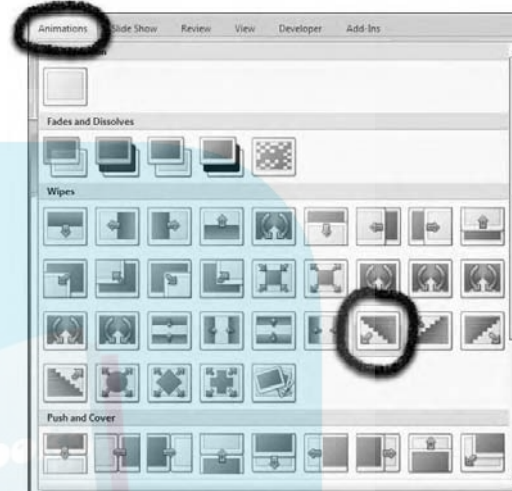 Animations Slide Show Review View Developer Add-Ins
Fades and Dissolves
Wipes
Push and Cover